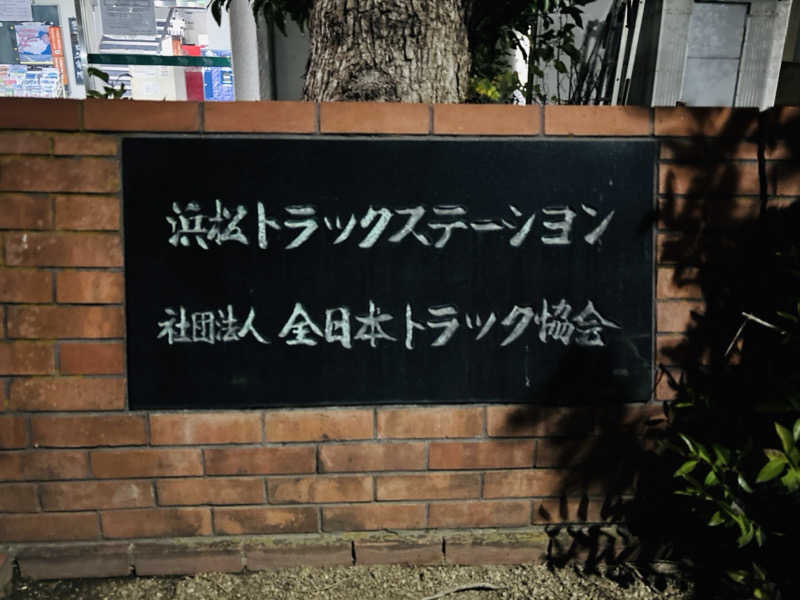 浜松トラックステーション
社団法人 全日本トラック協会